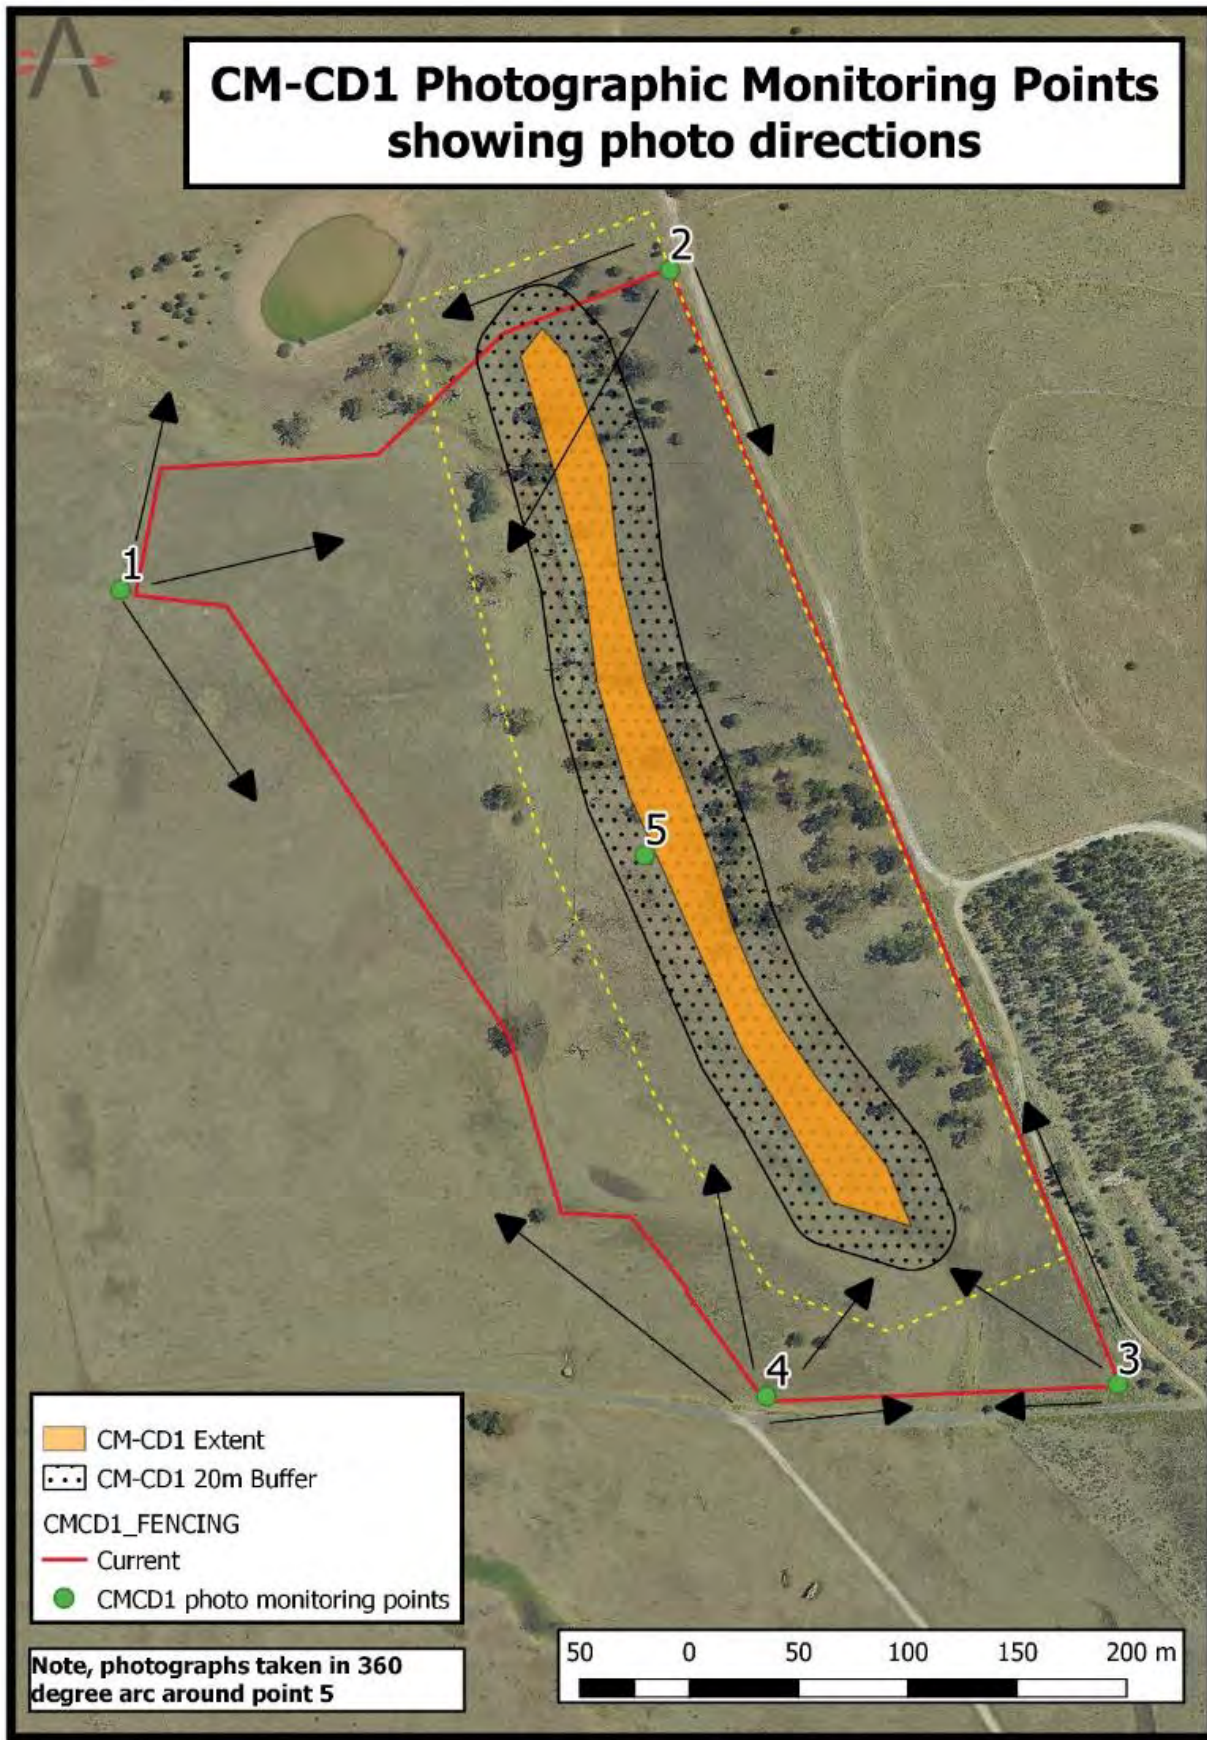 CM-CD1 Photographic Monitoring Points
showing photo directions
2
1
5
4
3
CM-CD1 Extent
CM-CD1 20m Buffer
CMCD1_FENCING
Current
CMCD1 photo monitoring points
Note, photographs taken in 360
degree arc around point 5
50 0 50 100 150 200 m